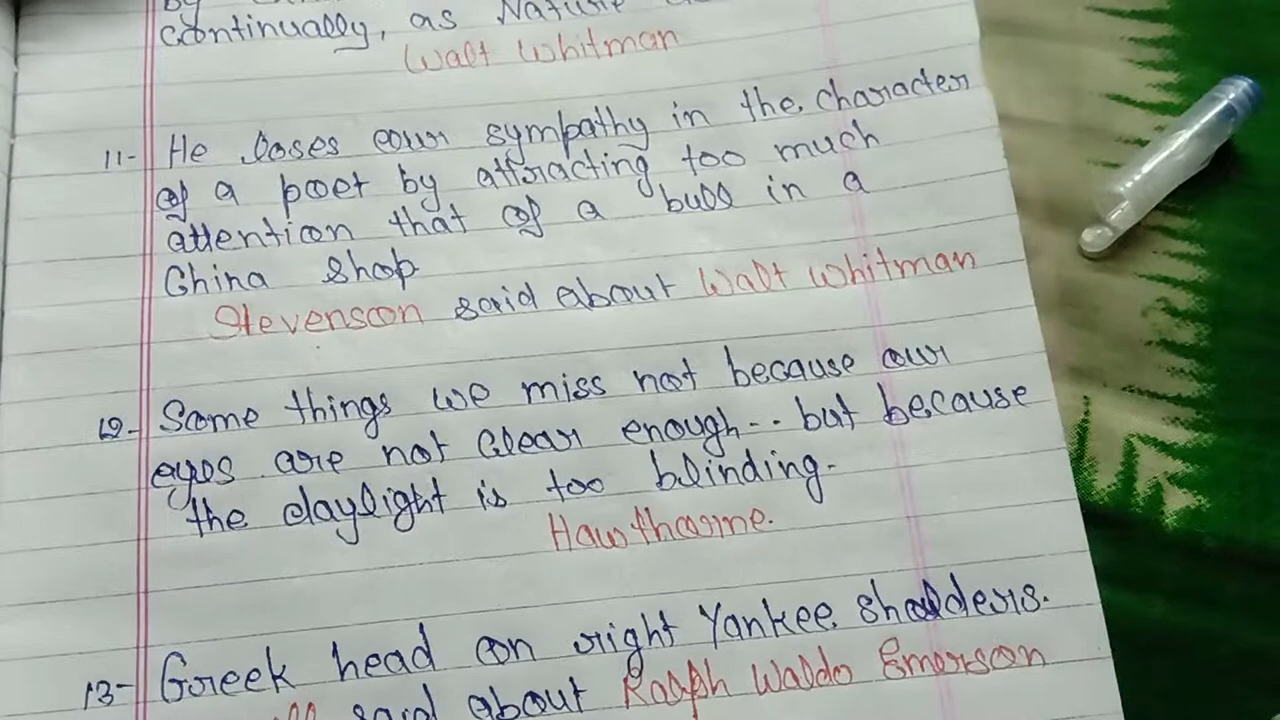 continually, as Nature
Walt Whitman
11- He loses our sympathy in the character
of a poet by attracting too much
attention that of a bull in a
China shop
Stevenson said about Walt Whitman
12- Some things we miss not because our
eyes are not clear enough-- but because
the daylight is too blinding.
Hawthorne.
13- Greek head on right Yankee sholders.
said about Ralph Waldo Emerson